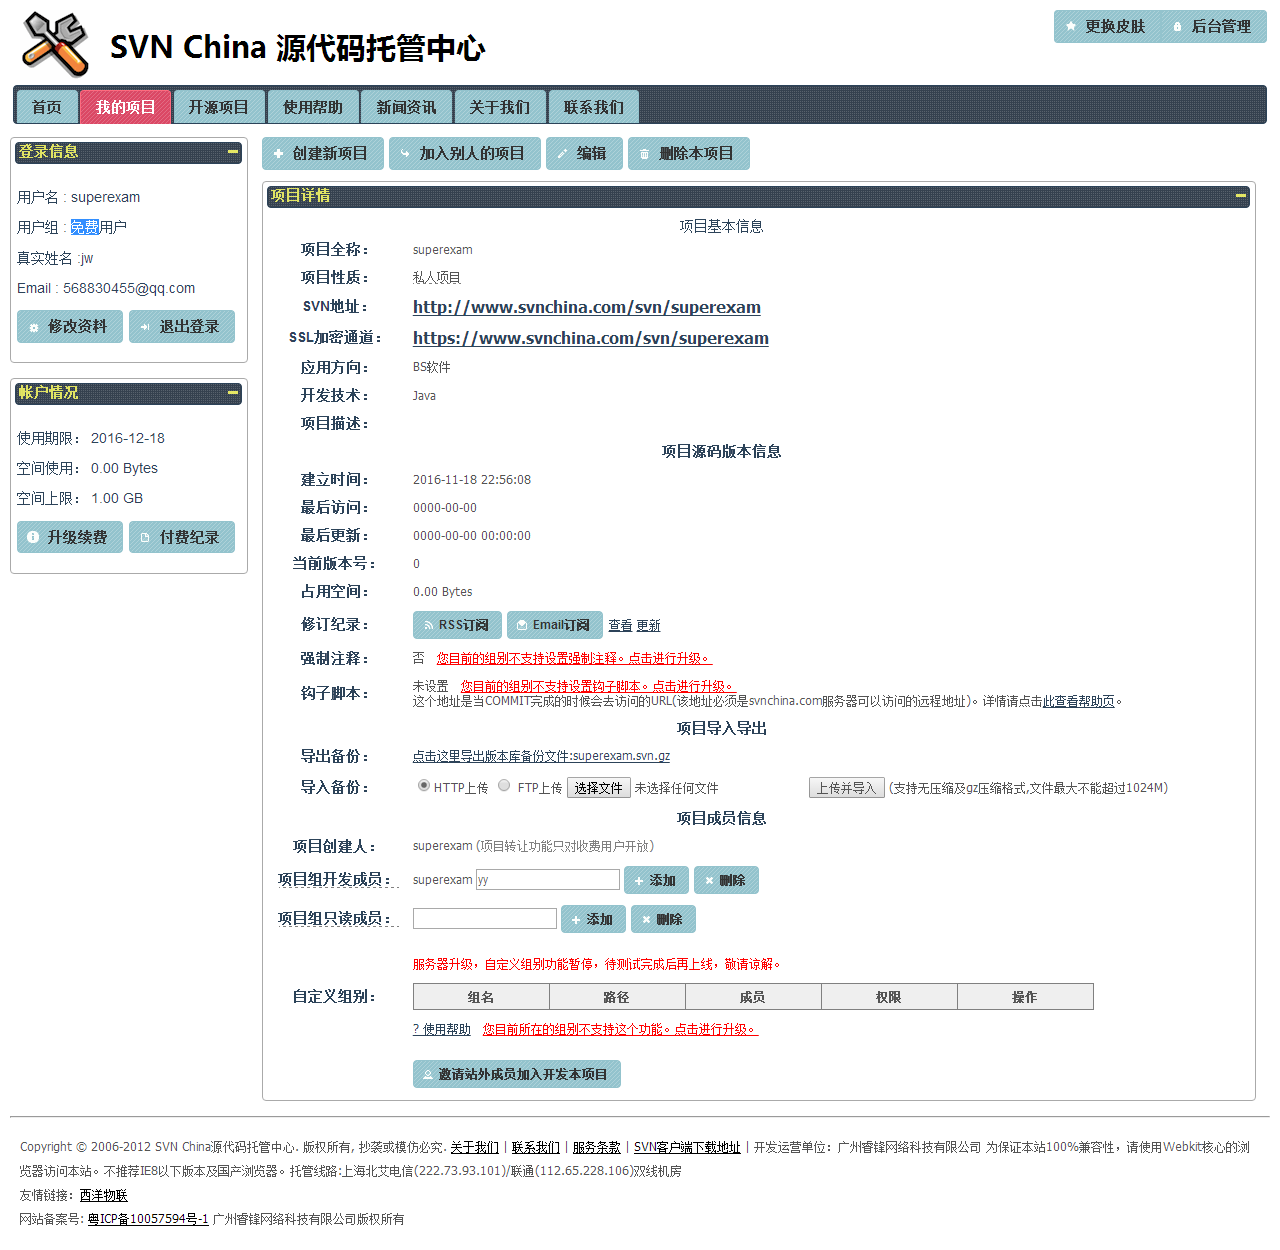 SVN China 源代码托管中心
更换皮肤 后台管理
首页 我的项目 开源项目 使用帮助 新闻资讯 关于我们 联系我们
登录信息
用户名 : superexam
用户组 : 免费用户
真实姓名 :jw
Email : 568830455@qq.com
修改资料 退出登录
帐户情况
使用期限： 2016-12-18
空间使用： 0.00 Bytes
空间上限： 1.00 GB
升级续费 付费纪录
创建新项目 加入别人的项目 编辑 删除本项目
项目详情
项目基本信息
项目全称： superexam
项目性质： 私人项目
SVN地址： http://www.svnchina.com/svn/superexam
SSL加密通道： https://www.svnchina.com/svn/superexam
应用方向： BS软件
开发技术： Java
项目描述：
项目源码版本信息
建立时间： 2016-11-18 22:56:08
最后访问： 0000-00-00
最后更新： 0000-00-00 00:00:00
当前版本号： 0
占用空间： 0.00 Bytes
修订纪录： RSS订阅 Email订阅 查看 更新
强制注释： 否 您目前的组别不支持设置强制注释。点击进行升级。
钩子脚本： 未设置 您目前的组别不支持设置钩子脚本。点击进行升级。
这个地址是当COMMIT完成的时候会去访问的URL(该地址必须是svnchina.com服务器可以访问的远程地址)。详情请点击此查看帮助页。
项目导入导出
导出备份： 点击这里导出版本库备份文件:superexam.svn.gz
导入备份： HTTP上传 FTP上传 选择文件 未选择任何文件 上传并导入 (支持无压缩及gz压缩格式,文件最大不能超过1024M)
项目成员信息
项目创建人： superexam (项目转让功能只对收费用户开放)
项目组开发成员： superexam yy 添加 删除
项目组只读成员： 添加 删除
服务器升级，自定义组别功能暂停，待测试完成后再上线，敬请谅解。
自定义组别： 组名 路径 成员 权限 操作
? 使用帮助 您目前所在的组别不支持这个功能。点击进行升级。
邀请站外成员加入开发本项目
Copyright © 2006-2012 SVN China源代码托管中心. 版权所有, 抄袭或模仿必究. 关于我们 | 联系我们 | 服务条款 | SVN客户端下载地址 | 开发运营单位：广州睿锋网络科技有限公司 为保证本站100%兼容性，请使用Webkit核心的浏
览器访问本站。不推荐IE8以下版本及国产浏览器。托管线路:上海北艾电信(222.73.93.101)/联通(112.65.228.106)双线机房
友情链接：西洋物联
网站备案号: 粤ICP备10057594号-1 广州睿锋网络科技有限公司版权所有